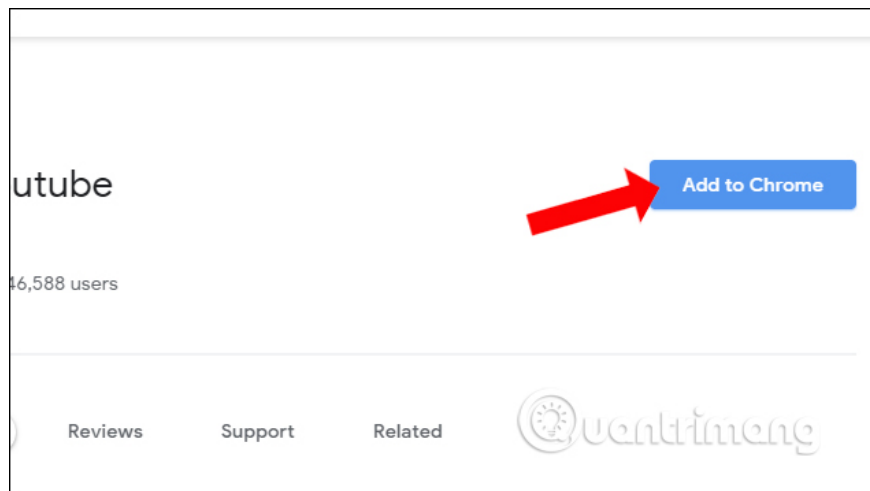 utube
Add to Chrome
46,588 users
Reviews
Support
Related
Quantrimang